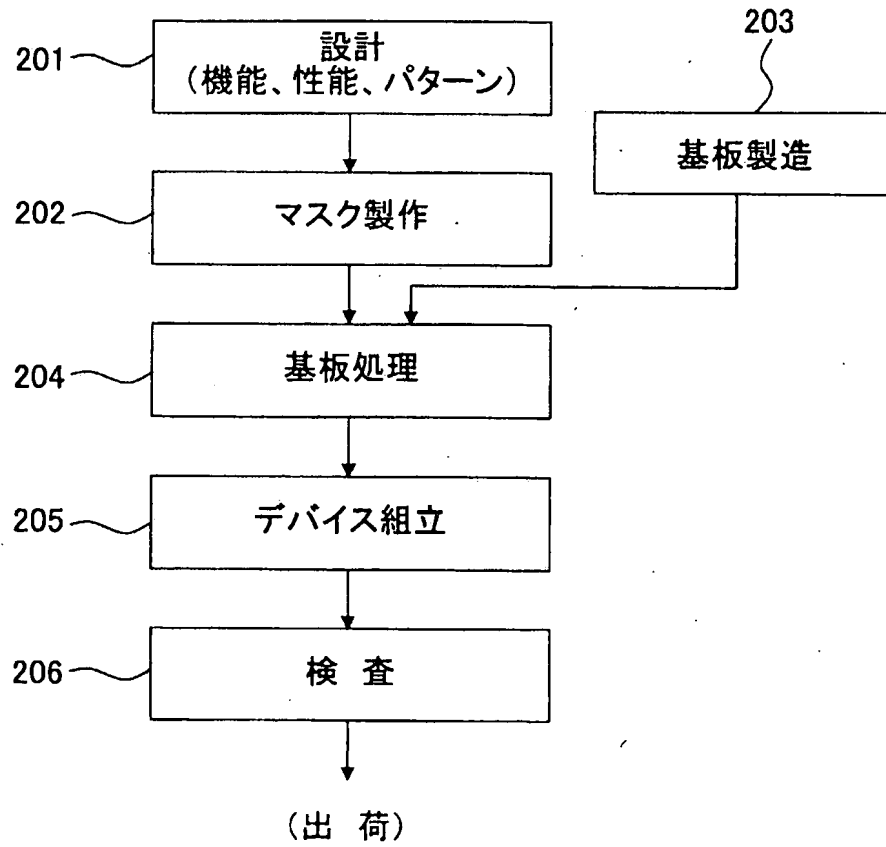 201
設計
(機能、性能、パターン)
203
基板製造
202
マスク製作
204
基板処理
205
デバイス組立
206
検 査
(出 荷)